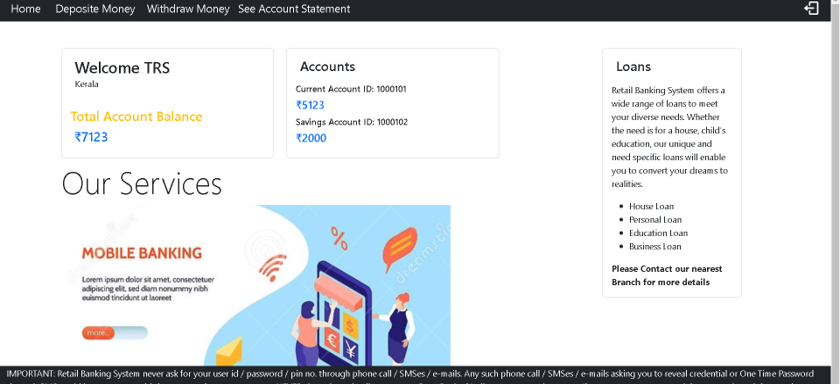 Home Deposite Money Withdraw Money See Account Statement
Welcome TRS
Kerala
Total Account Balance
₹7123
Accounts
Current Account ID: 1000101
₹5123
Savings Account ID: 1000102
₹2000
Loans
Retail Banking System offers a
wide range of loans to meet
your diverse needs. Whether
the need is for a house, child's
education, our unique and
need specific loans will enable
you to convert your dreams to
realities.
House Loan
Personal Loan
Education Loan
Business Loan
Please Contact our nearest
Branch for more details
Our Services
MOBILE BANKING
Lorem ipsum dolor sit amet, consectetuer
adipiscing elit, sed diam nonummy nibh
euismod tincidunt ut laoreet
more...
IMPORTANT: Retail Banking System never ask for your user id / password / pin no. through phone call / SMSes / e-mails. Any such phone call / SMSes / e-mails asking you to reveal credential or One Time Password